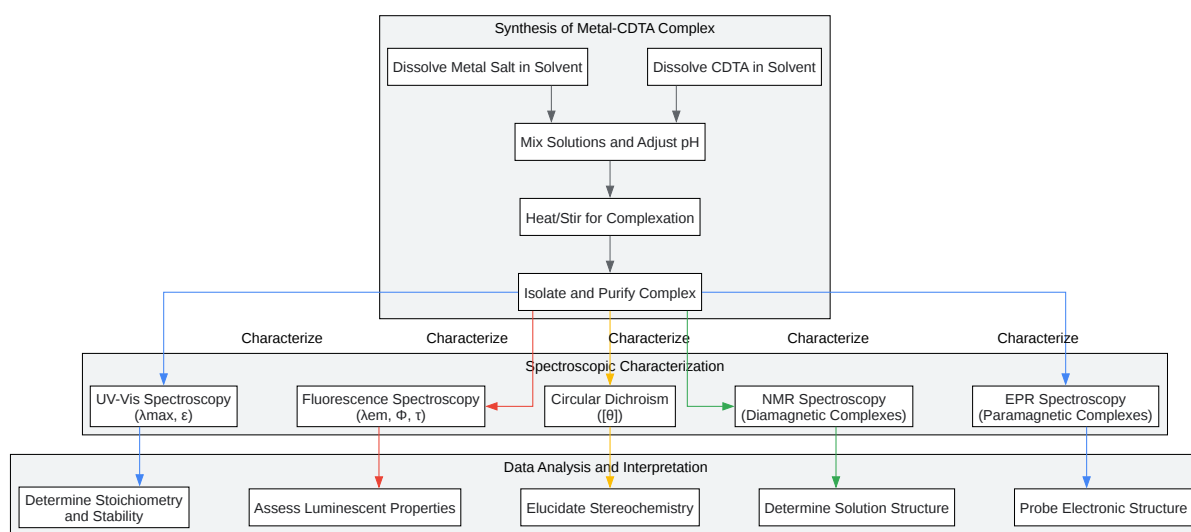 Synthesis of Metal-CDTA Complex
Dissolve Metal Salt in Solvent
Dissolve CDTA in Solvent
Mix Solutions and Adjust pH
Heat/Stir for Complexation
Isolate and Purify Complex
Characterize
Characterize
Characterize
Characterize
Characterize
Spectroscopic Characterization
UV-Vis Spectroscopy
(λmax, ε)
Fluorescence Spectroscopy
(λem, Φ, τ)
Circular Dichroism
([θ])
NMR Spectroscopy
(Diamagnetic Complexes)
EPR Spectroscopy
(Paramagnetic Complexes)
Data Analysis and Interpretation
Determine Stoichiometry
and Stability
Assess Luminescent Properties
Elucidate Stereochemistry
Determine Solution Structure
Probe Electronic Structure